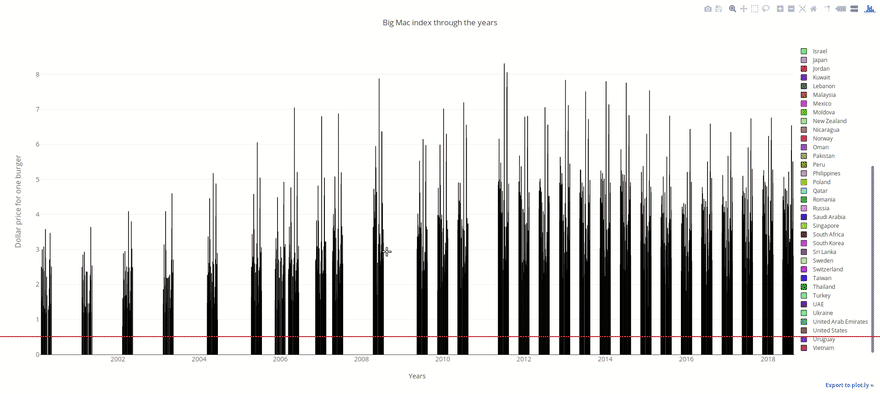 Big Mac index through the years
Dollar price for one burger
8
7
6
5
4
3
2
1
0
2002
2004
2006
2008
2010
2012
2014
2016
2018
Years
Israel
Japan
Jordan
Kuwait
Lebanon
Malaysia
Mexico
Moldova
New Zealand
Nicaragua
Norway
Oman
Pakistan
Peru
Philippines
Poland
Qatar
Romania
Russia
Saudi Arabia
Singapore
South Africa
South Korea
Sri Lanka
Sweden
Switzerland
Taiwan
Thailand
Turkey
UAE
Ukraine
United Arab Emirates
United States
Uruguay
Vietnam
Export to plot.ly »